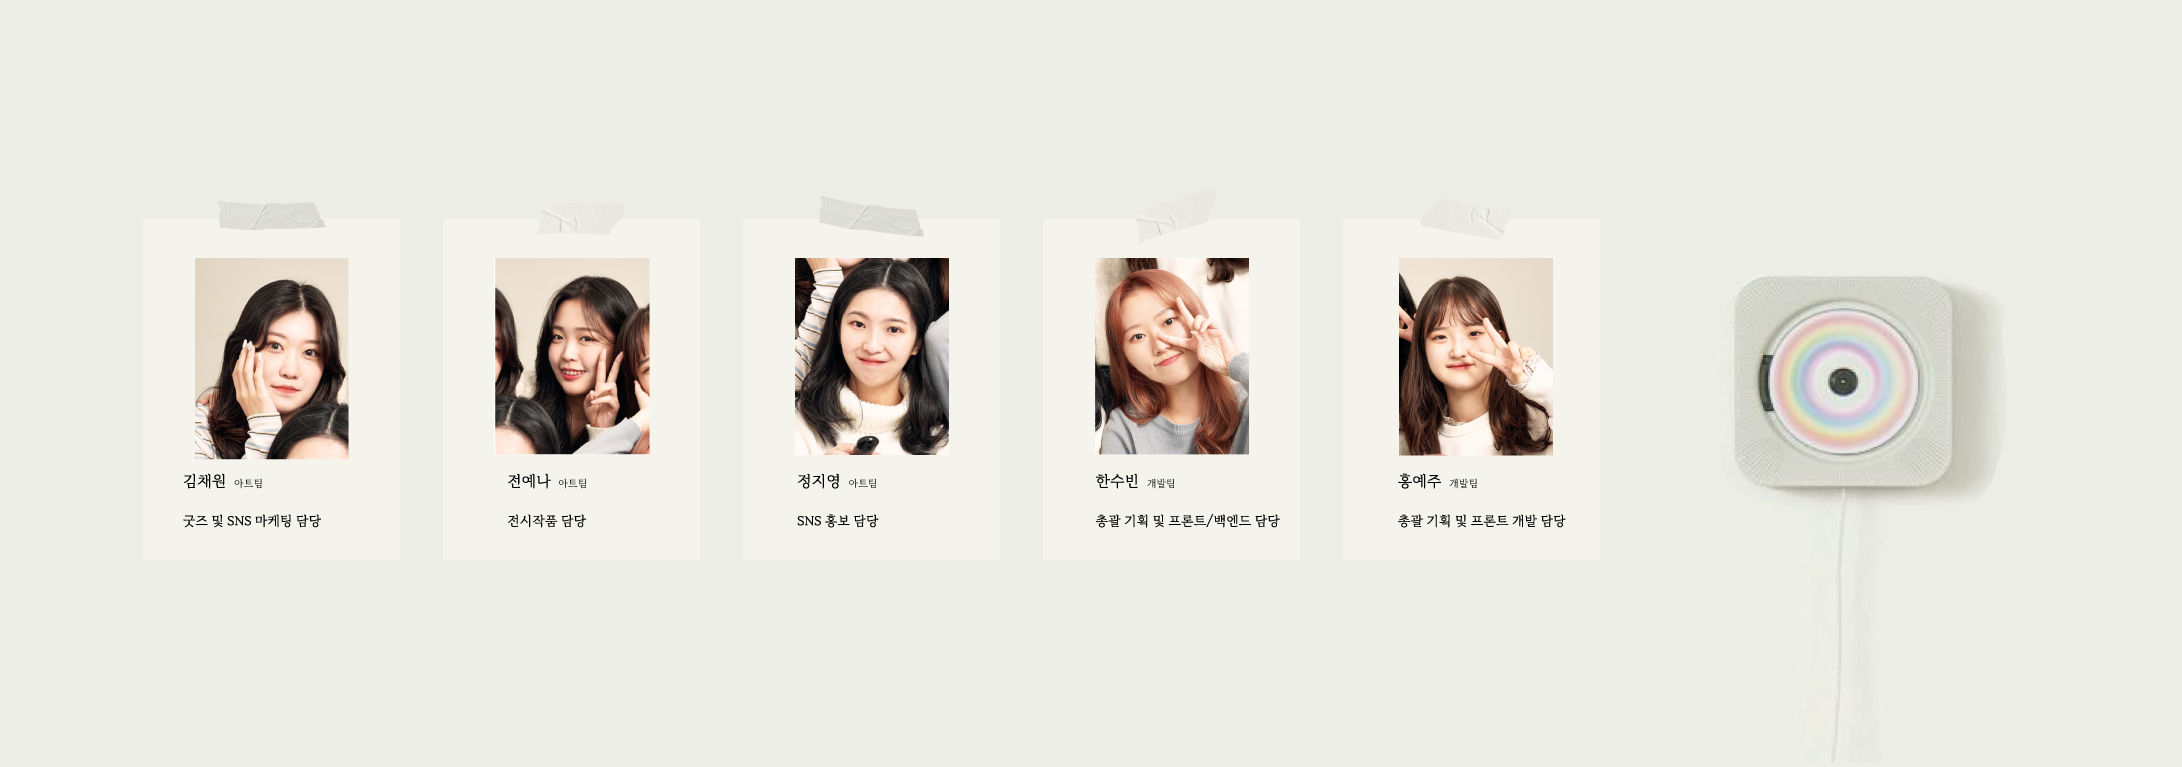 김채원 아트팀
굿즈 및 SNS 마케팅 담당
전예나 아트팀
전시작품 담당
정지영 아트팀
SNS 홍보 담당
한수빈 개발팀
총괄 기획 및 프론트/백엔드 담당
홍예주 개발팀
총괄 기획 및 프론트 개발 담당